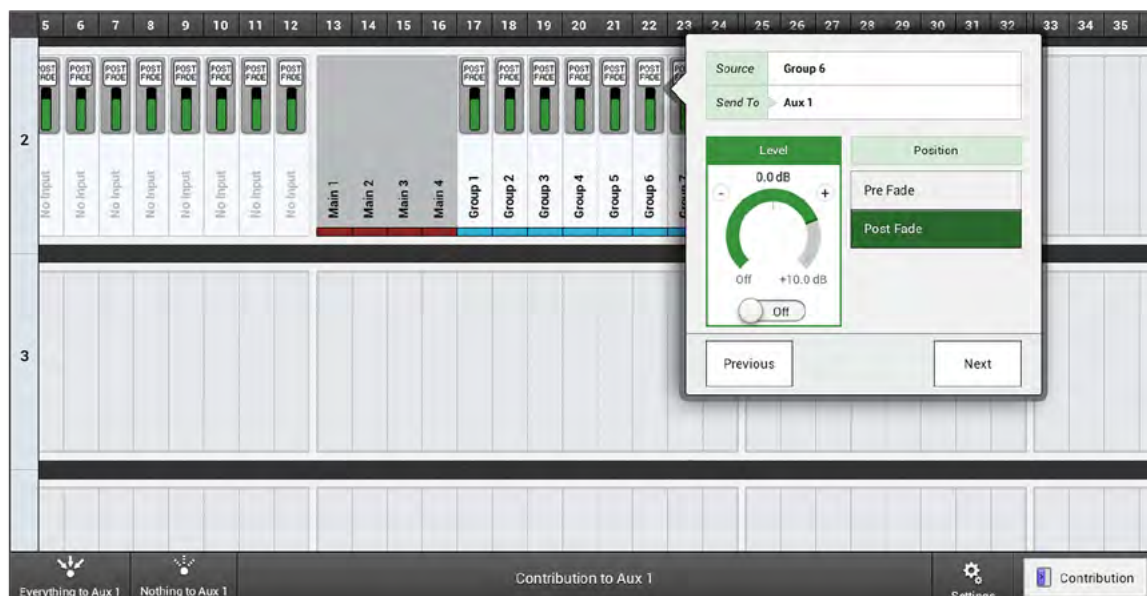 5 6 7 8 9 10 11 12 13 14 15 16 17 18 19 20 21 22 23 24 25 26 27 28 29 30 31 32 33 34 35
POST POST POST POST POST POST POST POST POST POST POST POST POST POST
FADE FADE FADE FADE FADE FADE FADE FADE FADE FADE FADE FADE FADE FADE
2
No Input
No Input
No Input
No Input
No Input
No Input
No Input
No Input
Main 1
Main 2
Main 3
Main 4
Group 1
Group 2
Group 3
Group 4
Group 5
Group 6
Source Group 6
Send To Aux 1
Level Position
0.0 dB
- +
Pre Fade
Post Fade
Off +10.0 dB
Off
Previous Next
3
Everything to Aux 1 Nothing to Aux 1 Contribution to Aux 1 Settings Contribution